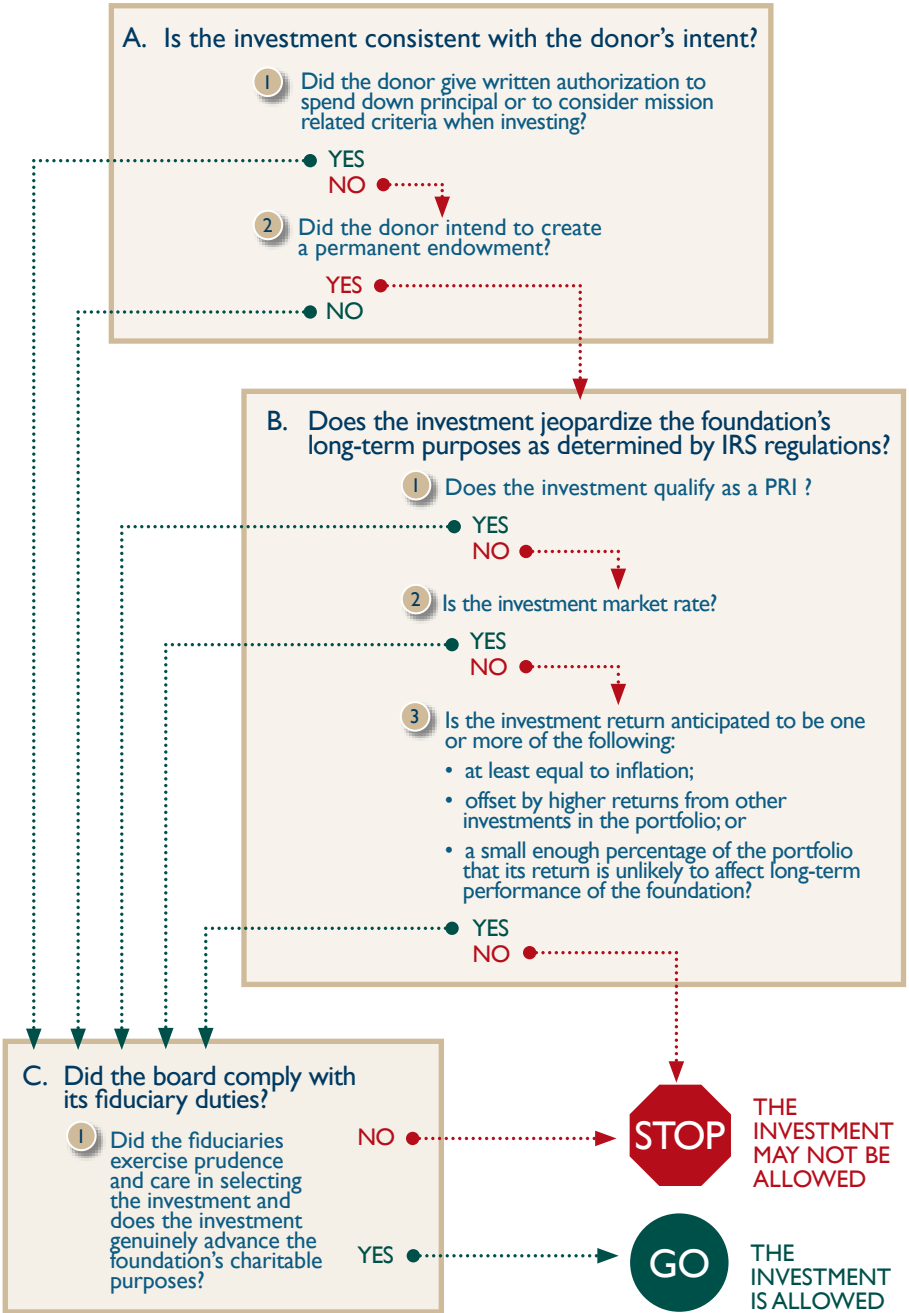 A. Is the investment consistent with the donor’s intent?
1 Did the donor give written authorization to
spend down principal or to consider mission
related criteria when investing?
YES
NO
2 Did the donor intend to create
a permanent endowment?
YES
NO
B. Does the investment jeopardize the foundation’s
long-term purposes as determined by IRS regulations?
1 Does the investment qualify as a PRI ?
YES
NO
2 Is the investment market rate?
YES
NO
3 Is the investment return anticipated to be one
or more of the following:
• at least equal to inflation;
• offset by higher returns from other
investments in the portfolio; or
• a small enough percentage of the portfolio
that its return is unlikely to affect long-term
performance of the foundation?
YES
NO
C. Did the board comply with
its fiduciary duties?
1 Did the fiduciaries
exercise prudence
and care in selecting
the investment and
does the investment
genuinely advance the
foundation’s charitable
purposes?
NO
YES
STOP
THE
INVESTMENT
MAY NOT BE
ALLOWED
GO
THE
INVESTMENT
IS ALLOWED